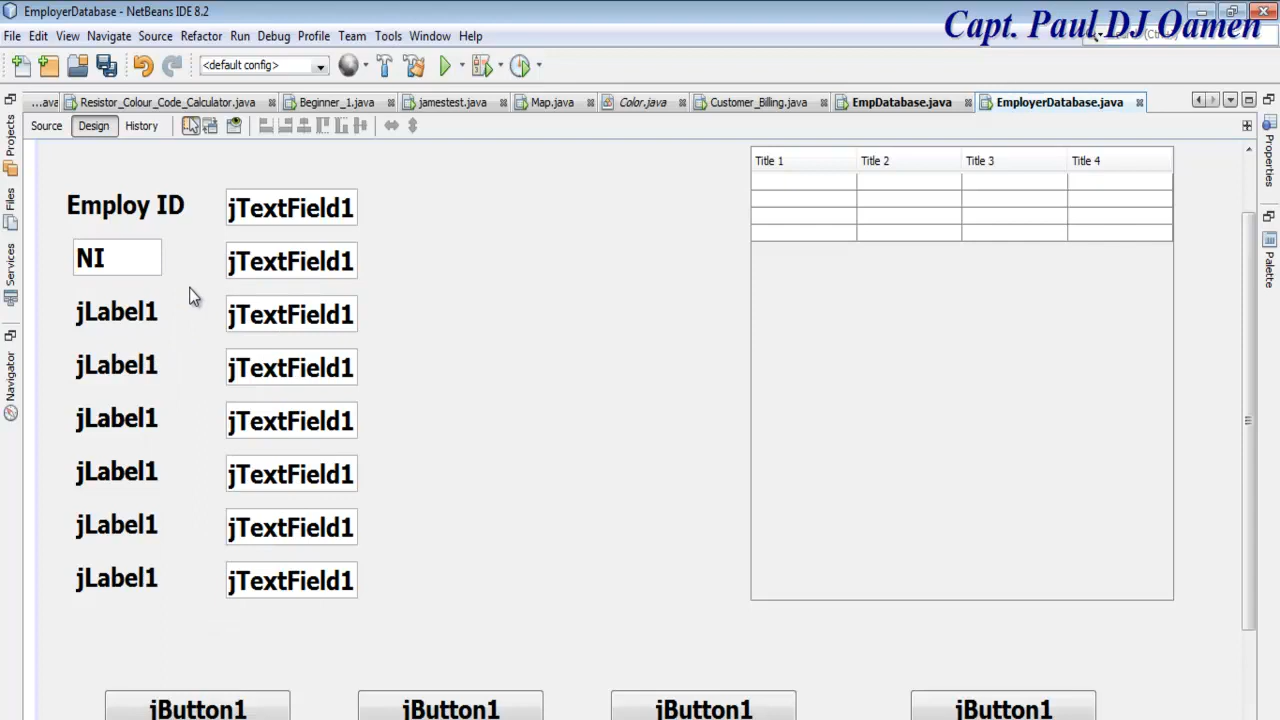 EmployerDatabase - NetBeans IDE 8.2
Capt. Paul DJ Oamen
File Edit View Navigate Source Refactor Run Debug Profile Team Tools Window Help
<default config>
...ava Resistor_Colour_Code_Calculator.java Beginner_1.java jamestest.java Map.java Color.java Customer_Billing.java EmpDatabase.java EmployerDatabase.java
Source Design History
Projects
Files
Services
Navigator
Properties
Palette
Title 1 Title 2 Title 3 Title 4
Employ ID jTextField1
NI jTextField1
jLabel1 jTextField1
jLabel1 jTextField1
jLabel1 jTextField1
jLabel1 jTextField1
jLabel1 jTextField1
jLabel1 jTextField1
jButton1 jButton1 jButton1 jButton1